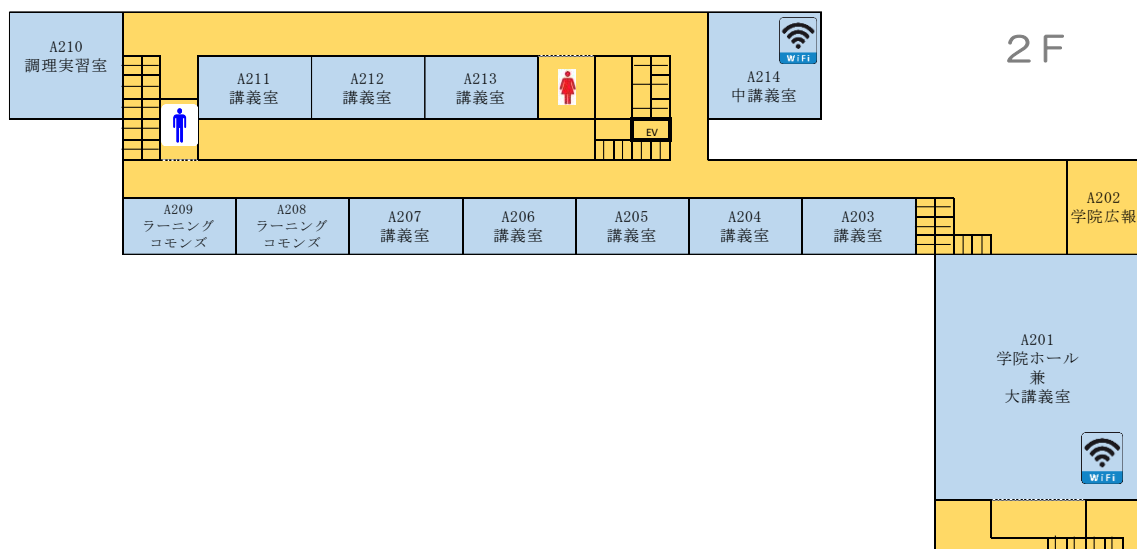 2F
A210
調理実習室
WiFi
A214
中講義室
A211
講義室
A212
講義室
A213
講義室
EV
A202
学院広報
A209
ラーニング
コモンズ
A208
ラーニング
コモンズ
A207
講義室
A206
講義室
A205
講義室
A204
講義室
A203
講義室
A201
学院ホール
兼
大講義室
WiFi